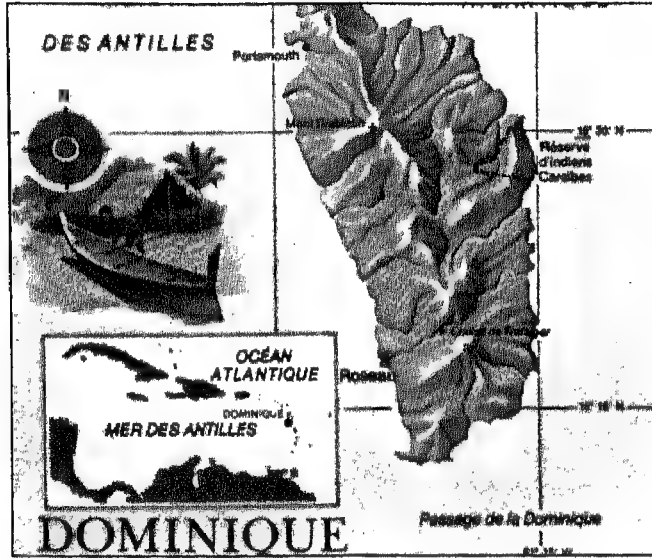 DES ANTILLES
Portsmouth
N
Réserve
d'Indiens
Caraïbes
Roseau
OCÉAN
ATLANTIQUE
DOMINIQUE
MER DES ANTILLES
Passage de la Dominique
DOMINIQUE